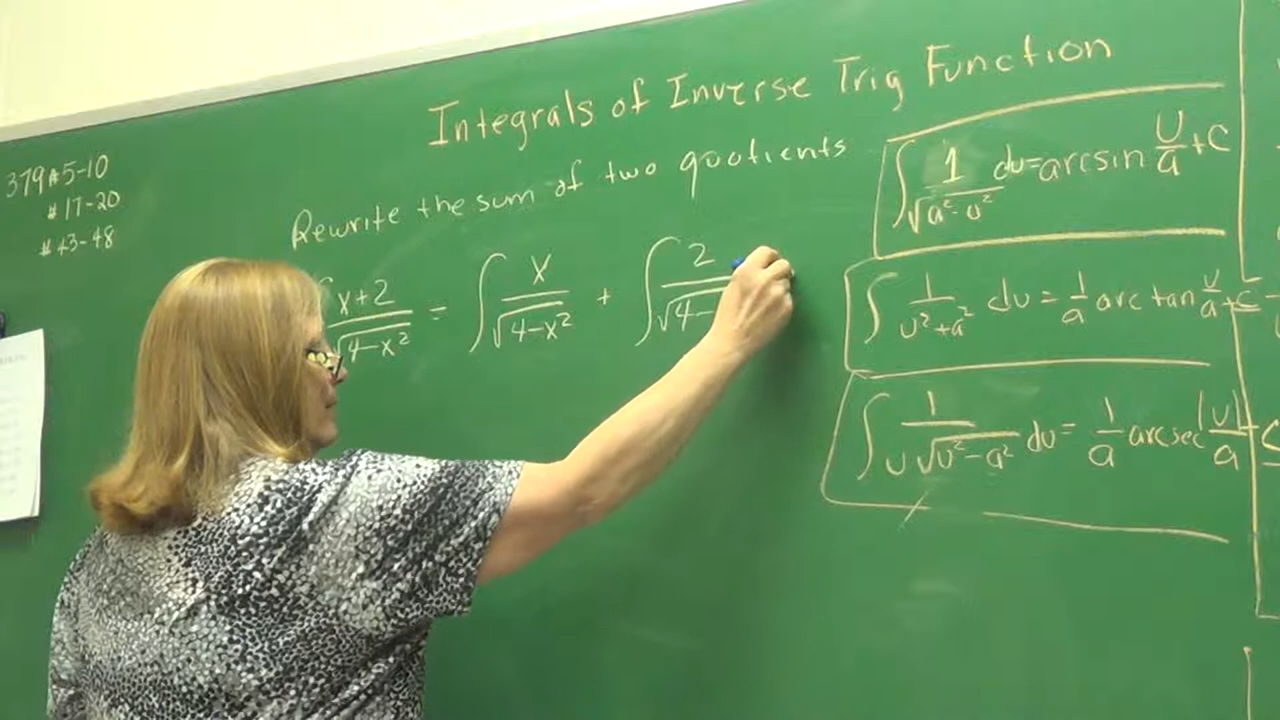 Integrals of Inverse Trig Function
379#5-10
#17-20
#43-48
Rewrite the sum of two quotients
∫ x+2/√4-x² = ∫ x/√4-x² + ∫ 2/√4-
∫ 1/√a²-u² du=arcsin u/a+C
∫ 1/u²+a² du = 1/a arctan u/a+C
∫ 1/u√u²-a² du= 1/a arcsec |u|/a + C